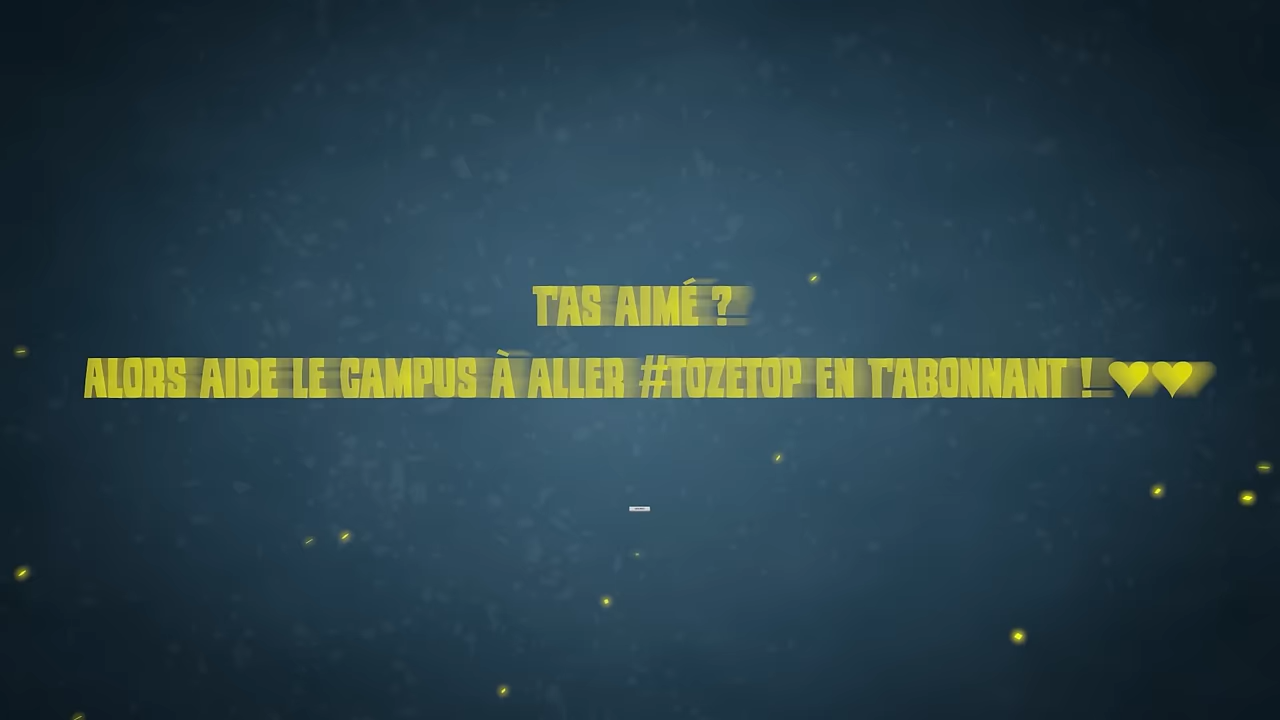 T'AS AIMÉ ?
ALORS AIDE LE CAMPUS À ALLER #TOZETOP EN T'ABONNANT ! ♥♥